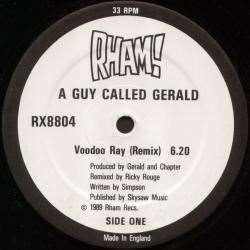 33 RPM
RHAM!
A GUY CALLED GERALD
RX8804
Voodoo Ray (Remix) 6.20
Produced by Gerald and Chapter
Remixed by Ricky Rouge
Written by Simpson
Published by Skysaw Music
© 1989 Rham Recs.
SIDE ONE
Made In England